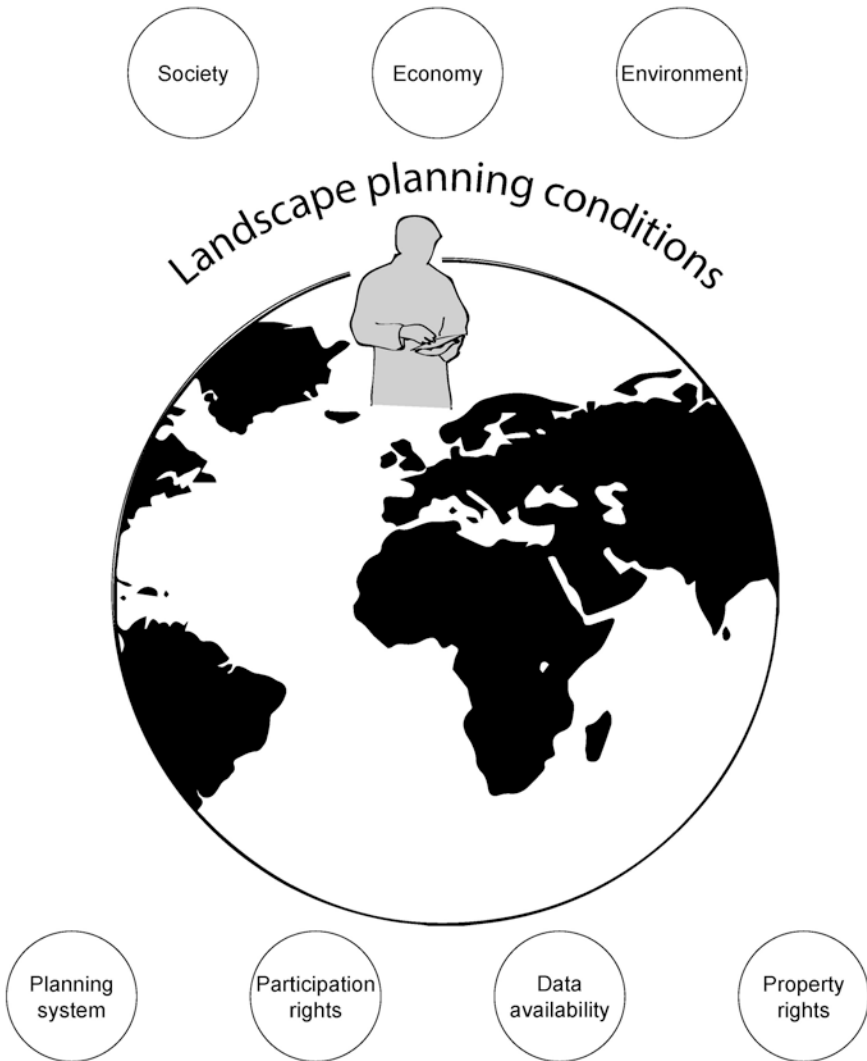 Society
Economy
Environment
Landscape planning conditions
Planning
system
Participation
rights
Data
availability
Property
rights